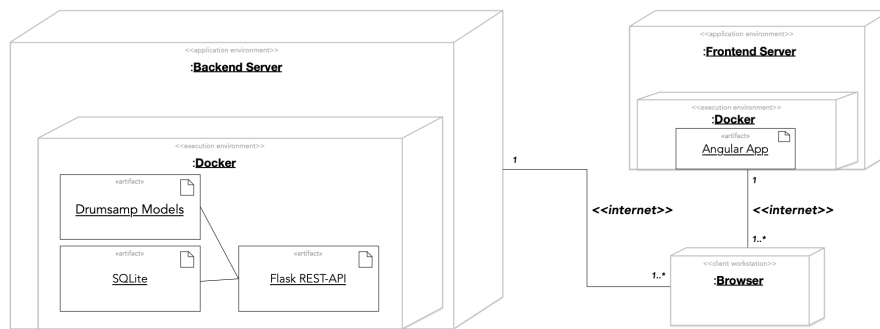 <<application environment>>
:Backend Server
<<execution environment>>
:Docker
«artifact»
Drumsamp Models
«artifact»
SQLite
«artifact»
Flask REST-API
<<application environment>>
:Frontend Server
<<execution environment>>
:Docker
«artifact»
Angular App
1
1
<<internet>>
<<internet>>
1..*
1..*
<<client workstation>>
:Browser